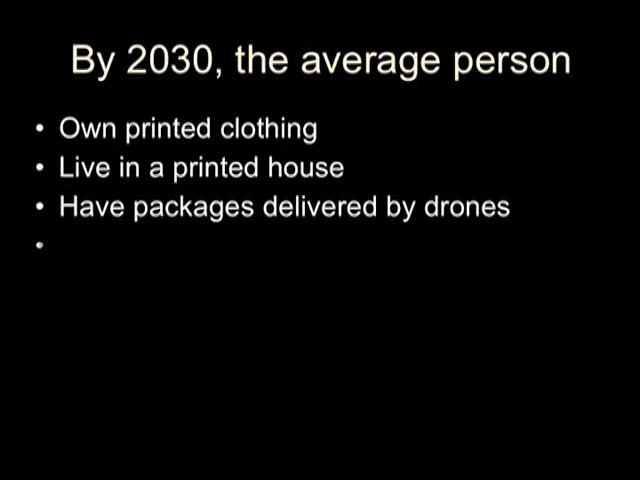 By 2030, the average person
• Own printed clothing
• Live in a printed house
• Have packages delivered by drones
•